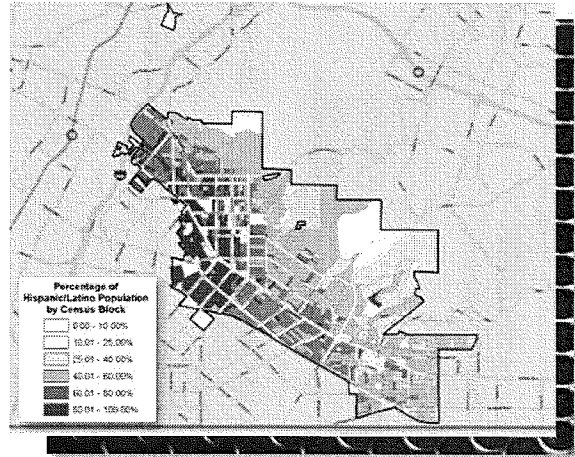 Percentage of
Hispanic/Latino Population
by Census Block
0.00 - 10.00%
10.01 - 25.00%
25.01 - 40.00%
40.01 - 60.00%
60.01 - 80.00%
80.01 - 100.00%